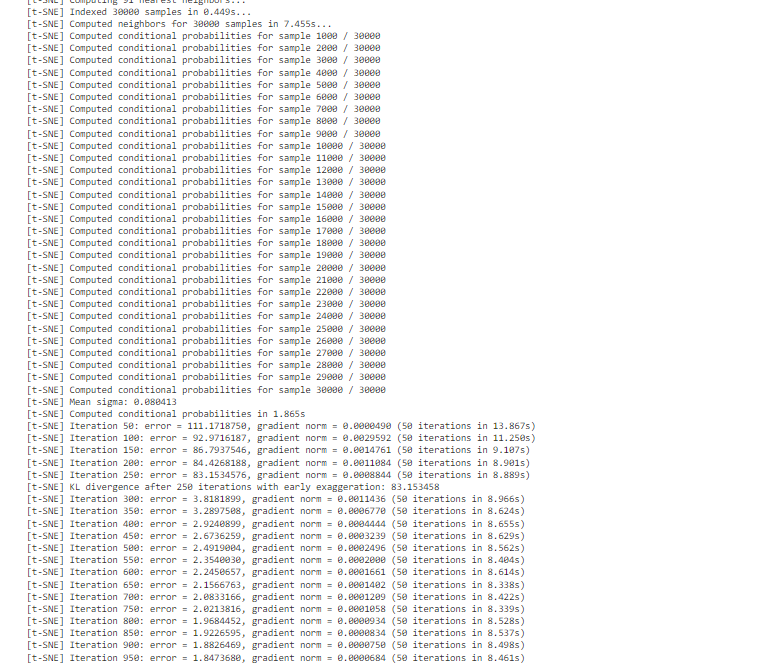 [t-SNE] Computing 91 nearest neighbors...
[t-SNE] Indexed 30000 samples in 0.449s...
[t-SNE] Computed neighbors for 30000 samples in 7.455s...
[t-SNE] Computed conditional probabilities for sample 1000 / 30000
[t-SNE] Computed conditional probabilities for sample 2000 / 30000
[t-SNE] Computed conditional probabilities for sample 3000 / 30000
[t-SNE] Computed conditional probabilities for sample 4000 / 30000
[t-SNE] Computed conditional probabilities for sample 5000 / 30000
[t-SNE] Computed conditional probabilities for sample 6000 / 30000
[t-SNE] Computed conditional probabilities for sample 7000 / 30000
[t-SNE] Computed conditional probabilities for sample 8000 / 30000
[t-SNE] Computed conditional probabilities for sample 9000 / 30000
[t-SNE] Computed conditional probabilities for sample 10000 / 30000
[t-SNE] Computed conditional probabilities for sample 11000 / 30000
[t-SNE] Computed conditional probabilities for sample 12000 / 30000
[t-SNE] Computed conditional probabilities for sample 13000 / 30000
[t-SNE] Computed conditional probabilities for sample 14000 / 30000
[t-SNE] Computed conditional probabilities for sample 15000 / 30000
[t-SNE] Computed conditional probabilities for sample 16000 / 30000
[t-SNE] Computed conditional probabilities for sample 17000 / 30000
[t-SNE] Computed conditional probabilities for sample 18000 / 30000
[t-SNE] Computed conditional probabilities for sample 19000 / 30000
[t-SNE] Computed conditional probabilities for sample 20000 / 30000
[t-SNE] Computed conditional probabilities for sample 21000 / 30000
[t-SNE] Computed conditional probabilities for sample 22000 / 30000
[t-SNE] Computed conditional probabilities for sample 23000 / 30000
[t-SNE] Computed conditional probabilities for sample 24000 / 30000
[t-SNE] Computed conditional probabilities for sample 25000 / 30000
[t-SNE] Computed conditional probabilities for sample 26000 / 30000
[t-SNE] Computed conditional probabilities for sample 27000 / 30000
[t-SNE] Computed conditional probabilities for sample 28000 / 30000
[t-SNE] Computed conditional probabilities for sample 29000 / 30000
[t-SNE] Computed conditional probabilities for sample 30000 / 30000
[t-SNE] Mean sigma: 0.080413
[t-SNE] Computed conditional probabilities in 1.865s
[t-SNE] Iteration 50: error = 111.1718750, gradient norm = 0.0000490 (50 iterations in 13.867s)
[t-SNE] Iteration 100: error = 92.9716187, gradient norm = 0.0029592 (50 iterations in 11.250s)
[t-SNE] Iteration 150: error = 86.7937546, gradient norm = 0.0014761 (50 iterations in 9.107s)
[t-SNE] Iteration 200: error = 84.4268188, gradient norm = 0.0011084 (50 iterations in 8.901s)
[t-SNE] Iteration 250: error = 83.1534576, gradient norm = 0.0008844 (50 iterations in 8.889s)
[t-SNE] KL divergence after 250 iterations with early exaggeration: 83.153458
[t-SNE] Iteration 300: error = 3.8181899, gradient norm = 0.0011436 (50 iterations in 8.966s)
[t-SNE] Iteration 350: error = 3.2897508, gradient norm = 0.0006770 (50 iterations in 8.624s)
[t-SNE] Iteration 400: error = 2.9240899, gradient norm = 0.0004444 (50 iterations in 8.655s)
[t-SNE] Iteration 450: error = 2.6736259, gradient norm = 0.0003239 (50 iterations in 8.629s)
[t-SNE] Iteration 500: error = 2.4919004, gradient norm = 0.0002496 (50 iterations in 8.562s)
[t-SNE] Iteration 550: error = 2.3540030, gradient norm = 0.0002000 (50 iterations in 8.404s)
[t-SNE] Iteration 600: error = 2.2450657, gradient norm = 0.0001661 (50 iterations in 8.614s)
[t-SNE] Iteration 650: error = 2.1566763, gradient norm = 0.0001402 (50 iterations in 8.338s)
[t-SNE] Iteration 700: error = 2.0833166, gradient norm = 0.0001209 (50 iterations in 8.422s)
[t-SNE] Iteration 750: error = 2.0213816, gradient norm = 0.0001058 (50 iterations in 8.339s)
[t-SNE] Iteration 800: error = 1.9684452, gradient norm = 0.0000934 (50 iterations in 8.528s)
[t-SNE] Iteration 850: error = 1.9226595, gradient norm = 0.0000834 (50 iterations in 8.537s)
[t-SNE] Iteration 900: error = 1.8826469, gradient norm = 0.0000750 (50 iterations in 8.498s)
[t-SNE] Iteration 950: error = 1.8473680, gradient norm = 0.0000684 (50 iterations in 8.461s)